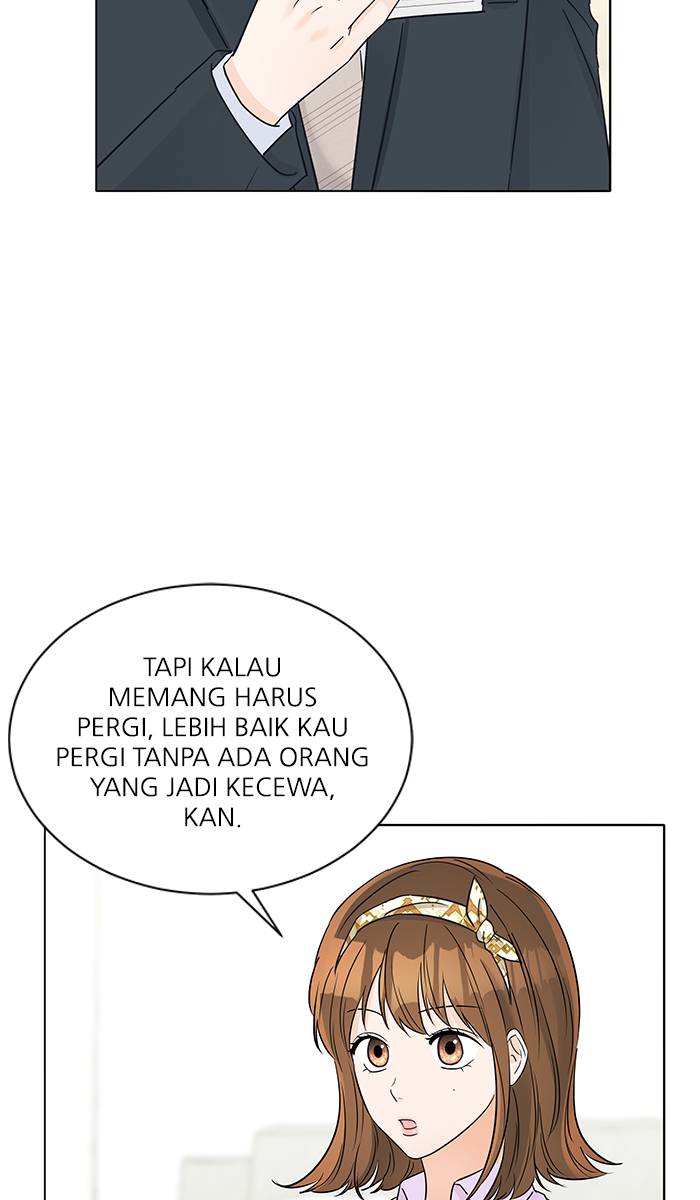 TAPI KALAU
MEMANG HARUS
PERGI, LEBIH BAIK KAU
PERGI TANPA ADA ORANG
YANG JADI KECEWA,
KAN.